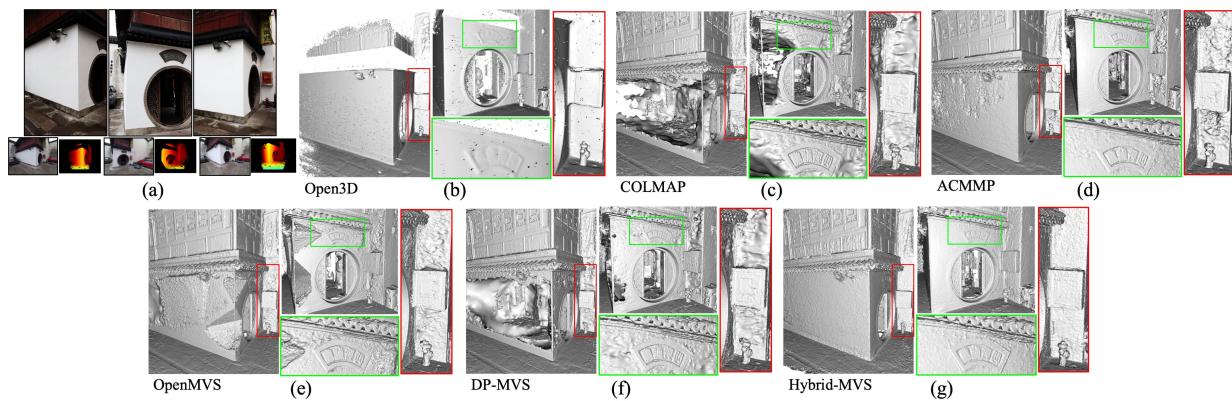 (a)
Open3D
(b)
COLMAP
(c)
ACMMP
(d)
OpenMVS
(e)
DP-MVS
(f)
Hybrid-MVS
(g)